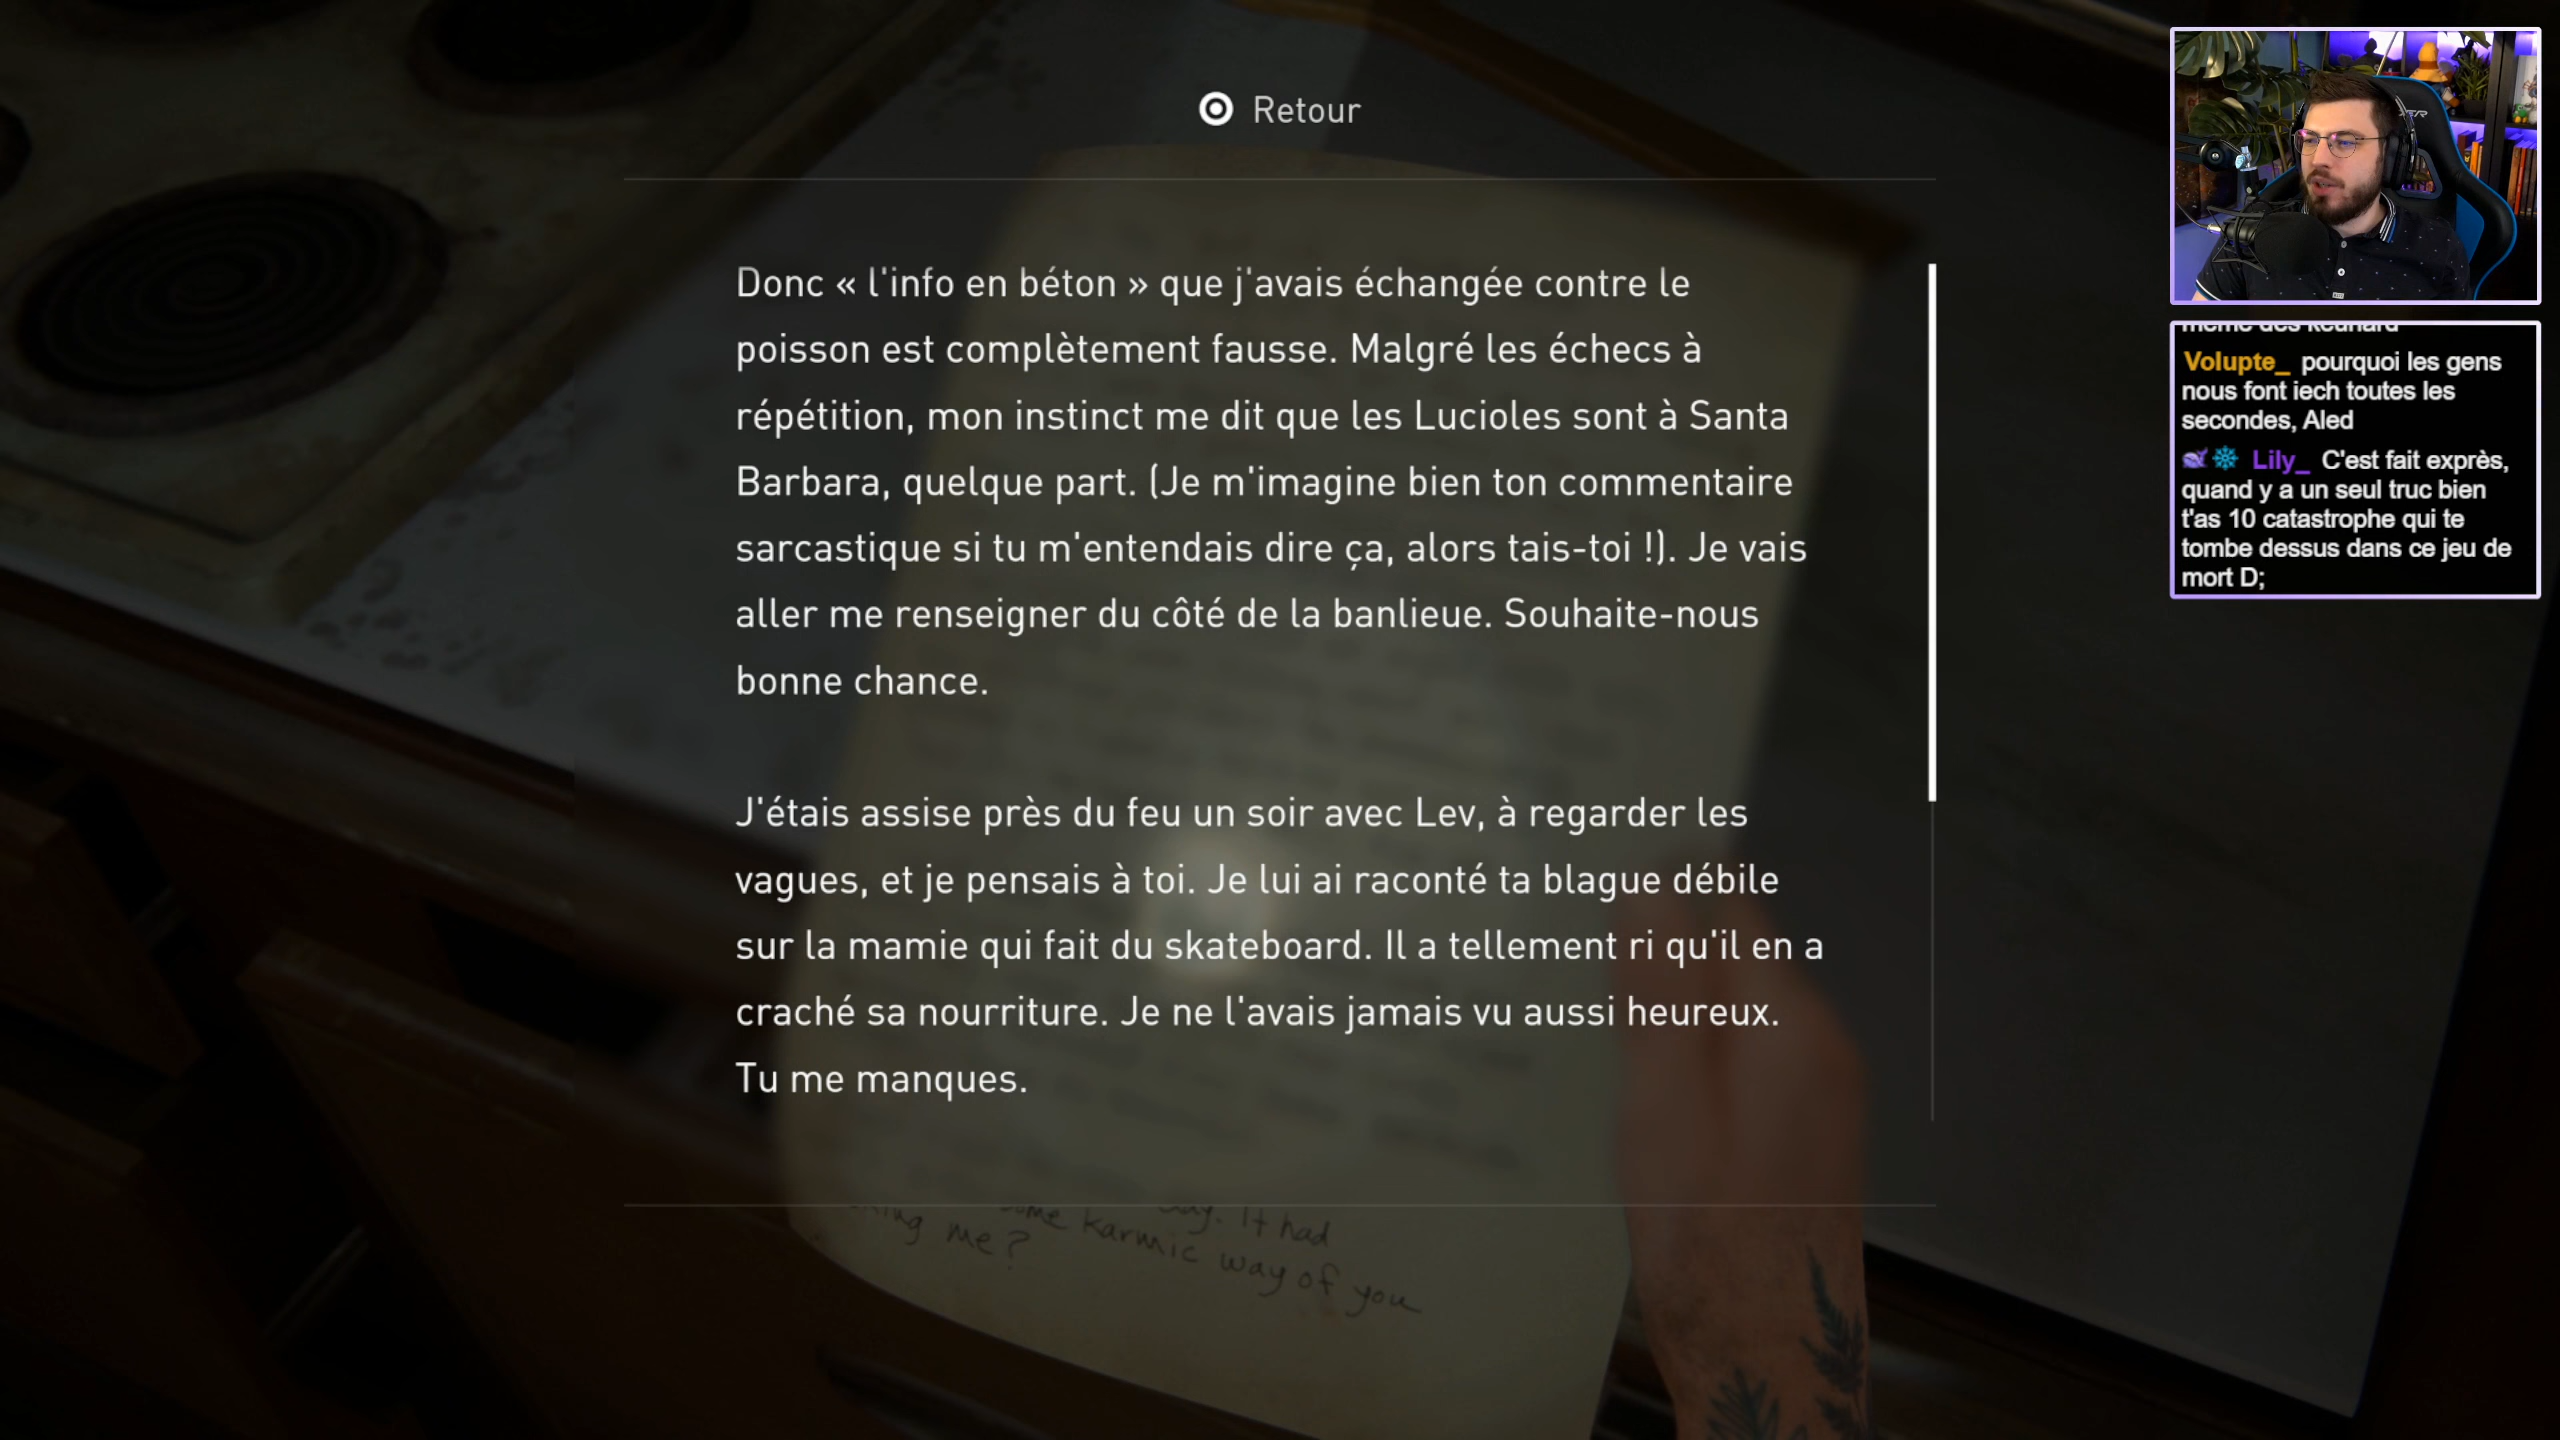 Retour
Donc « l'info en béton » que j'avais échangée contre le
poisson est complètement fausse. Malgré les échecs à
répétition, mon instinct me dit que les Lucioles sont à Santa
Barbara, quelque part. (Je m'imagine bien ton commentaire
sarcastique si tu m'entendais dire ça, alors tais-toi !). Je vais
aller me renseigner du côté de la banlieue. Souhaite-nous
bonne chance.
J'étais assise près du feu un soir avec Lev, à regarder les
vagues, et je pensais à toi. Je lui ai raconté ta blague débile
sur la mamie qui fait du skateboard. Il a tellement ri qu'il en a
craché sa nourriture. Je ne l'avais jamais vu aussi heureux.
Tu me manques.
It had
some karmic way of you
me?
Volupte_ pourquoi les gens
nous font iech toutes les
secondes, Aled
Lily_ C'est fait exprès,
quand y a un seul truc bien
t'as 10 catastrophe qui te
tombe dessus dans ce jeu de
mort D;